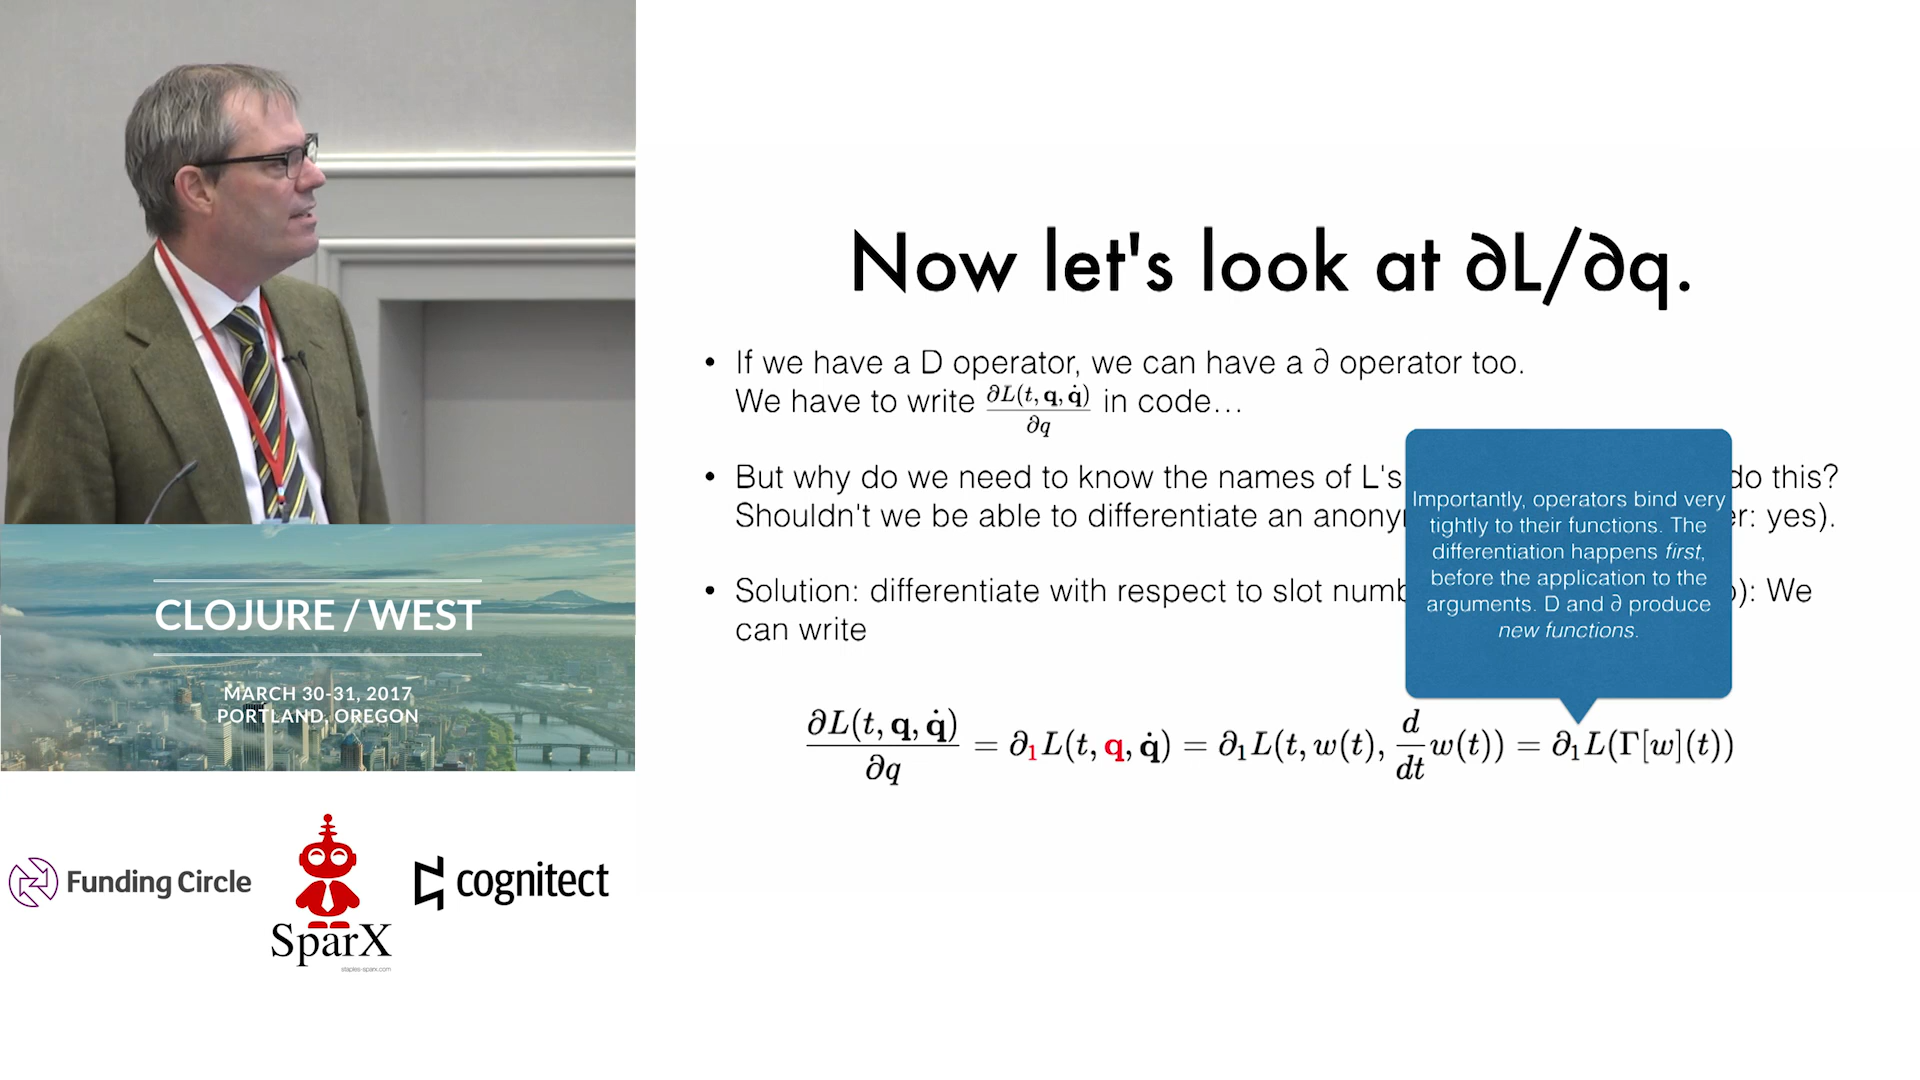 Now let's look at ∂L/∂q.
• If we have a D operator, we can have a ∂ operator too.
We have to write ∂L(t, q, q̇)/∂q in code…
• But why do we need to know the names of L's do this?
Shouldn't we be able to differentiate an : yes).
• Solution: differentiate with respect to slot ): We
can write
Importantly, operators bind very
tightly to their functions. The
differentiation happens first,
before the application to the
arguments. D and ∂ produce
new functions.
∂L(t, q, q̇)/∂q = ∂₁L(t, q, q̇) = ∂₁L(t, w(t), d/dt w(t)) = ∂₁L(Γ[w](t))
CLOJURE / WEST
MARCH 30-31, 2017
PORTLAND, OREGON
Funding Circle
SparX
staples-sparx.com
cognitect